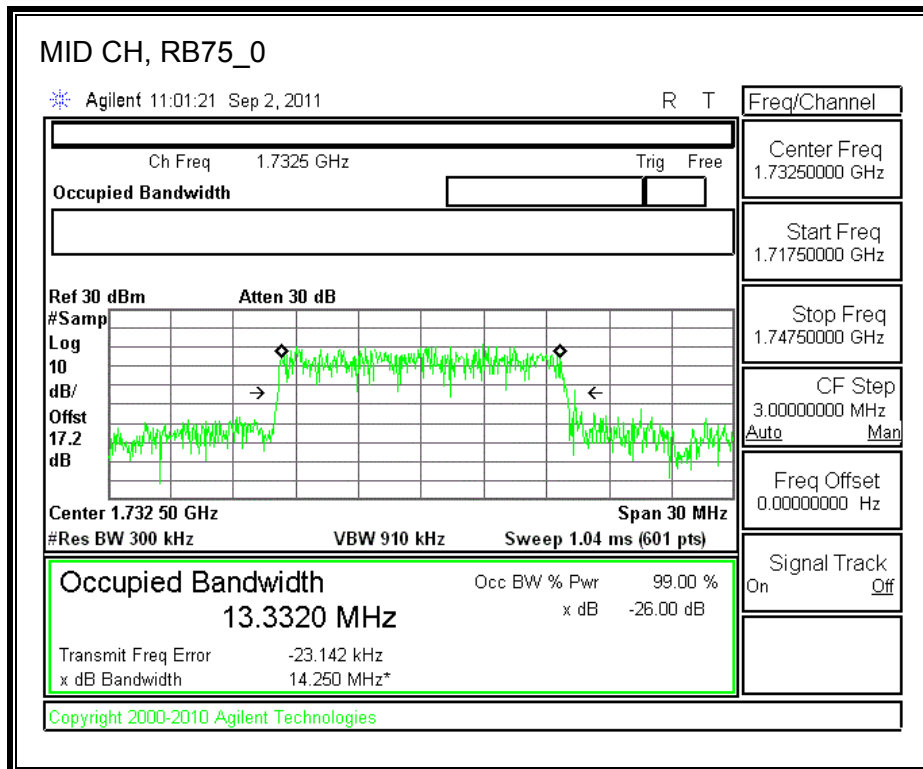 MID CH, RB75_0
Agilent 11:01:21 Sep 2, 2011 R T
Freq/Channel
Ch Freq 1.7325 GHz Trig Free
Occupied Bandwidth
Center Freq
1.73250000 GHz
Start Freq
1.71750000 GHz
Stop Freq
1.74750000 GHz
CF Step
3.00000000 MHz
Auto Man
Freq Offset
0.00000000 Hz
Signal Track
On Off
Ref 30 dBm Atten 30 dB
#Samp
Log
10
dB/
Offst
17.2
dB
Center 1.732 50 GHz Span 30 MHz
#Res BW 300 kHz VBW 910 kHz Sweep 1.04 ms (601 pts)
Occupied Bandwidth Occ BW % Pwr 99.00 %
13.3320 MHz x dB -26.00 dB
Transmit Freq Error -23.142 kHz
x dB Bandwidth 14.250 MHz*
Copyright 2000-2010 Agilent Technologies